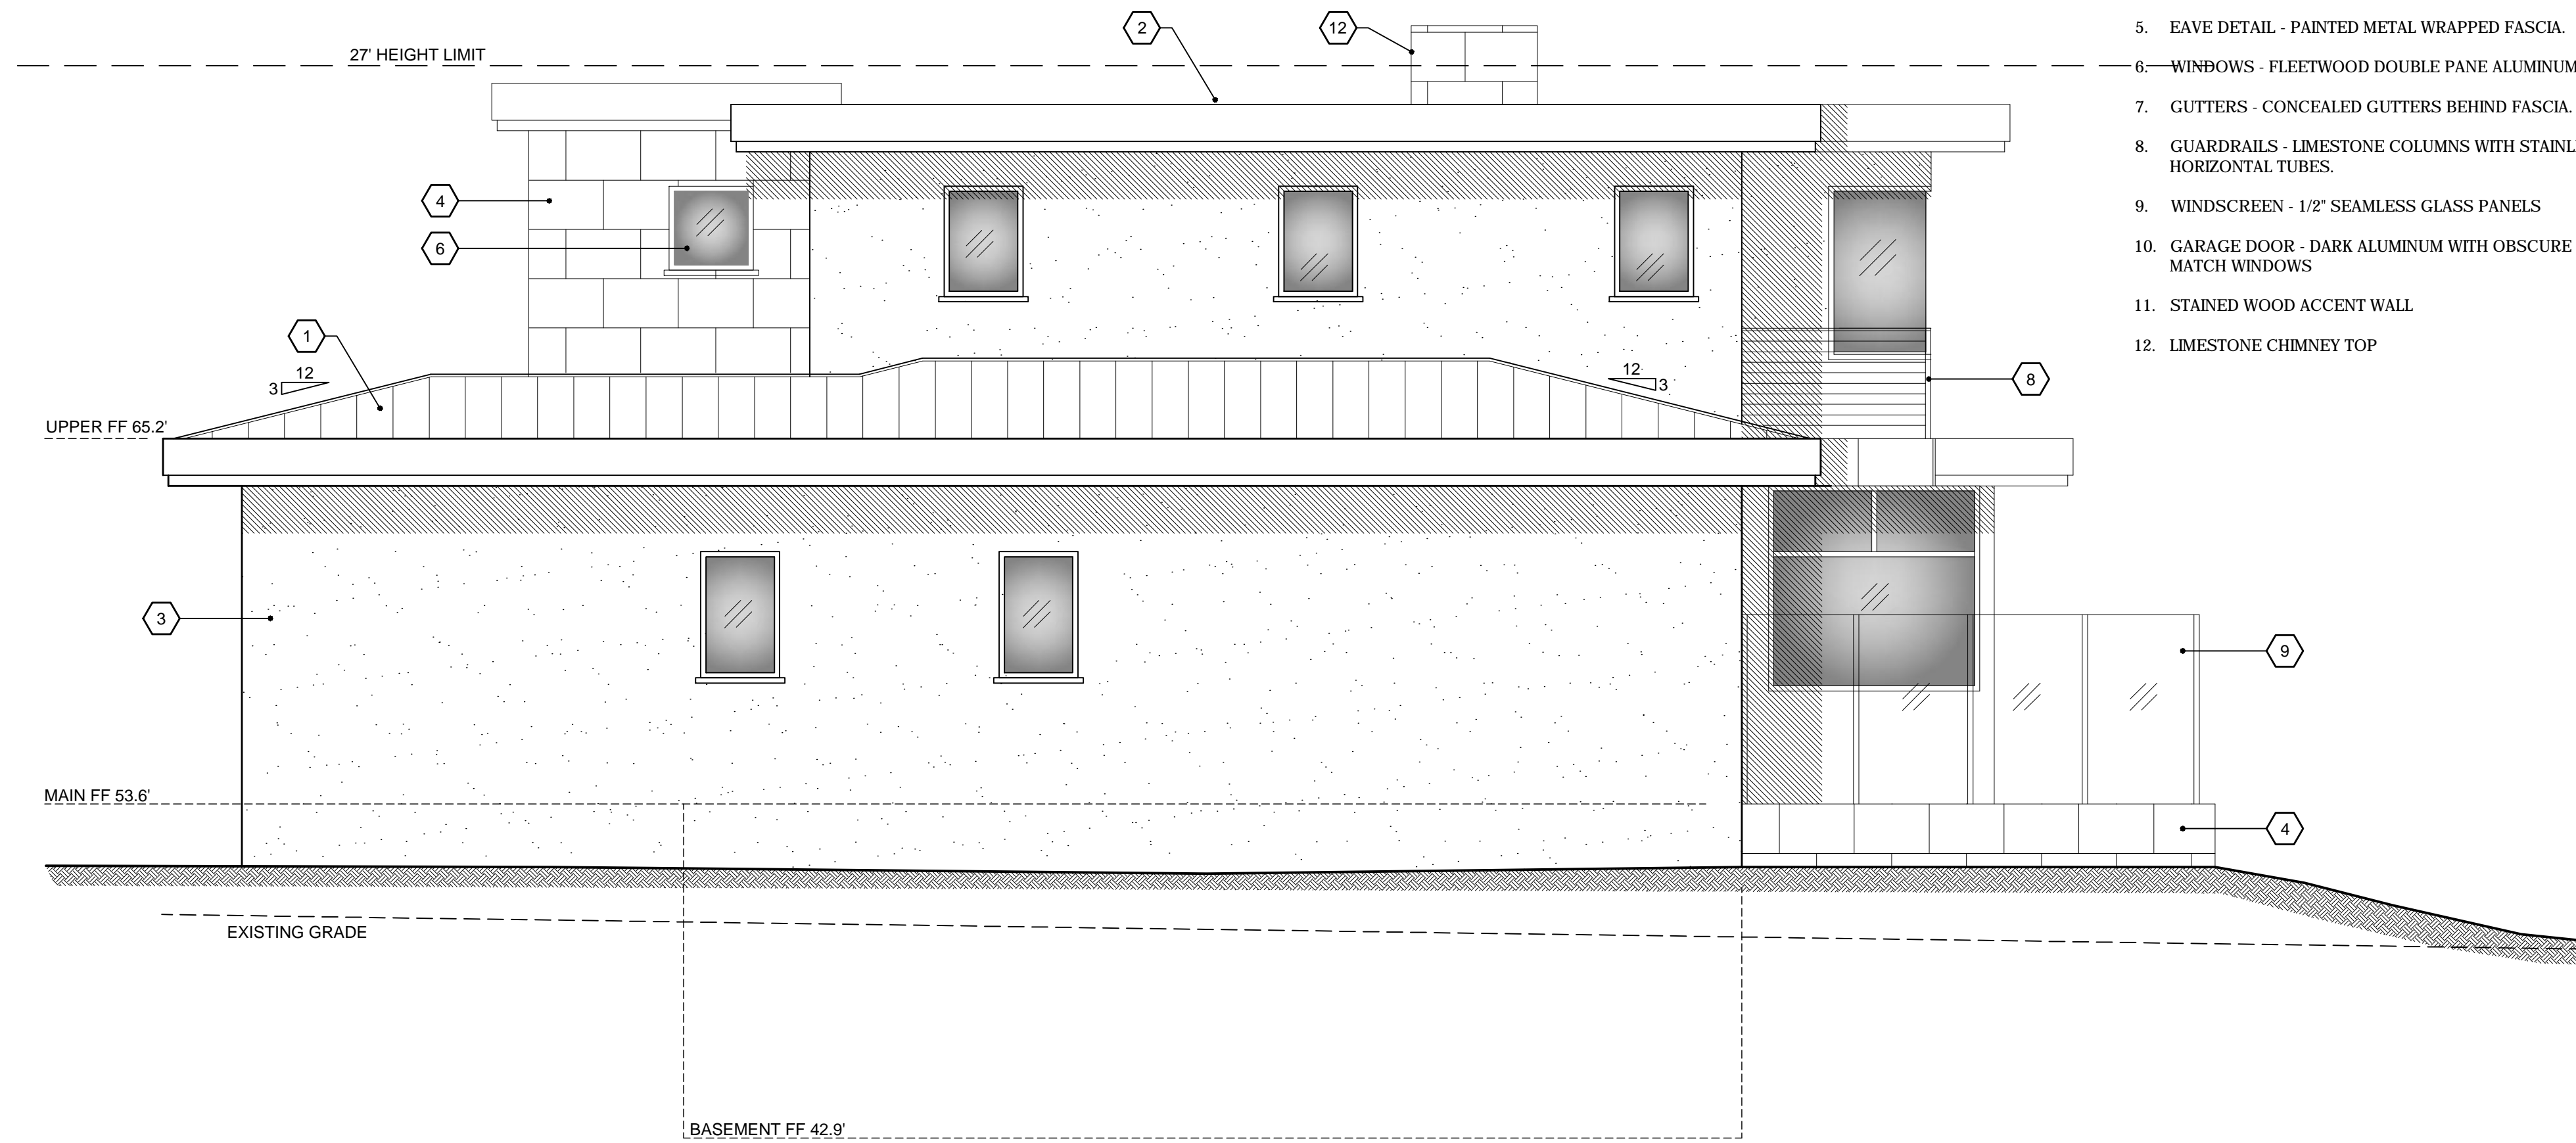 5. EAVE DETAIL - PAINTED METAL WRAPPED FASCIA.
6. WINDOWS - FLEETWOOD DOUBLE PANE ALUMINUM
7. GUTTERS - CONCEALED GUTTERS BEHIND FASCIA.
8. GUARDRAILS - LIMESTONE COLUMNS WITH STAINL
HORIZONTAL TUBES.
9. WINDSCREEN - 1/2" SEAMLESS GLASS PANELS
10. GARAGE DOOR - DARK ALUMINUM WITH OBSCURE
MATCH WINDOWS
11. STAINED WOOD ACCENT WALL
12. LIMESTONE CHIMNEY TOP
2
12
27' HEIGHT LIMIT
4
6
1
12
3
12
3
8
UPPER FF 65.2'
3
9
MAIN FF 53.6'
4
EXISTING GRADE
BASEMENT FF 42.9'